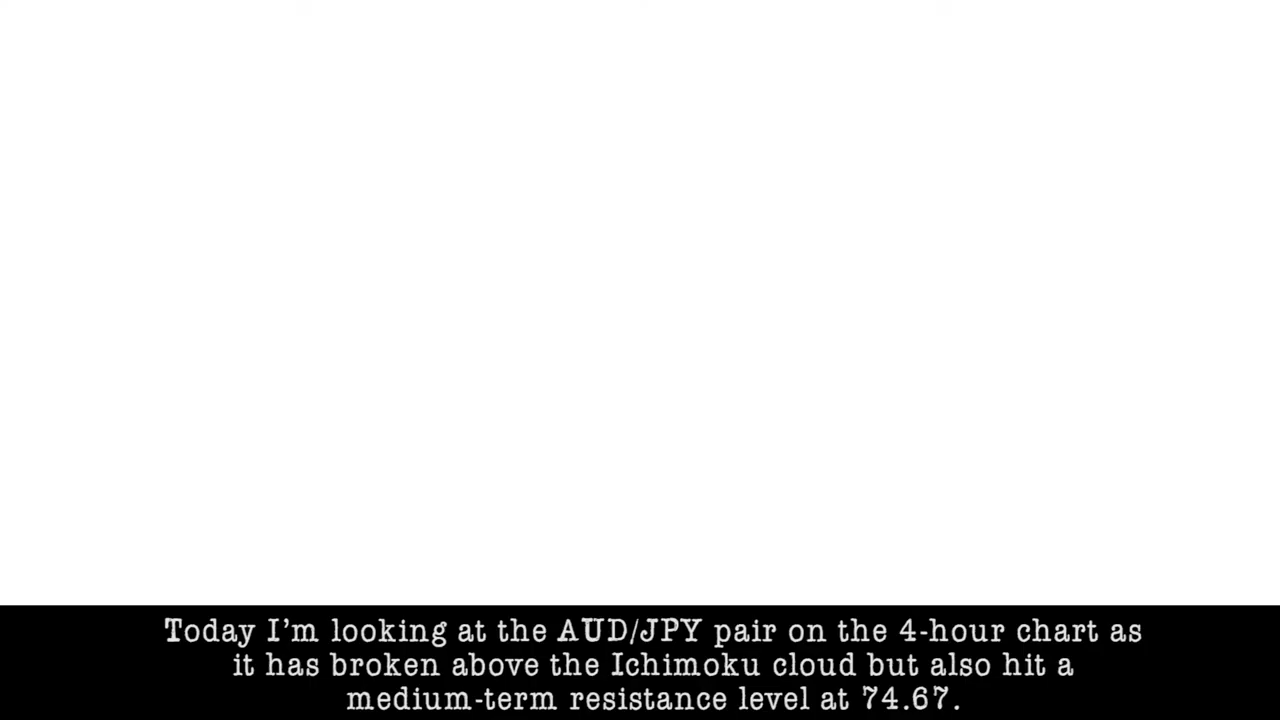 Today I'm looking at the AUD/JPY pair on the 4-hour chart as
it has broken above the Ichimoku cloud but also hit a
medium-term resistance level at 74.67.